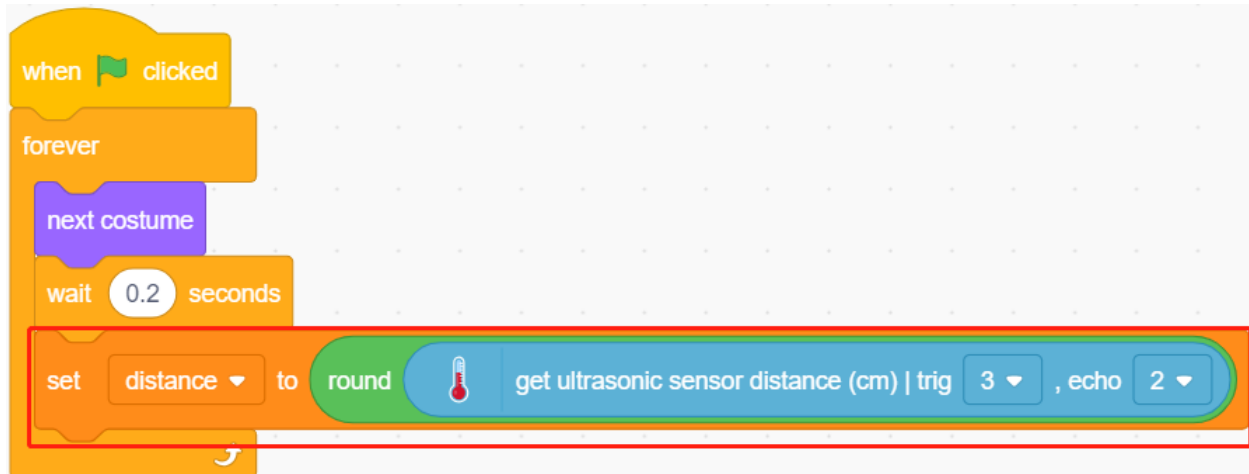 when clicked
forever
next costume
wait 0.2 seconds
set distance to round get ultrasonic sensor distance (cm) | trig 3 , echo 2